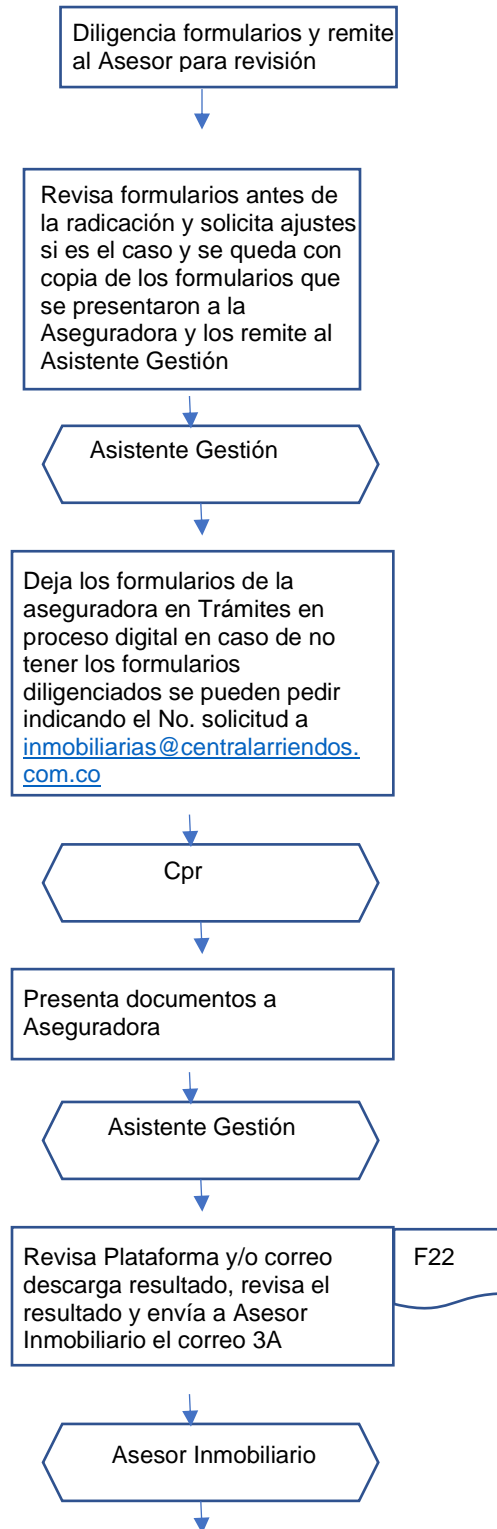 Diligencia formularios y remite
al Asesor para revisión
Revisa formularios antes de
la radicación y solicita ajustes
si es el caso y se queda con
copia de los formularios que
se presentaron a la
Aseguradora y los remite al
Asistente Gestión
Asistente Gestión
Deja los formularios de la
aseguradora en Trámites en
proceso digital en caso de no
tener los formularios
diligenciados se pueden pedir
indicando el No. solicitud a
inmobiliarias@centralarriendos.
com.co
Cpr
Presenta documentos a
Aseguradora
Asistente Gestión
Revisa Plataforma y/o correo
descarga resultado, revisa el
resultado y envía a Asesor
Inmobiliario el correo 3A
F22
Asesor Inmobiliario